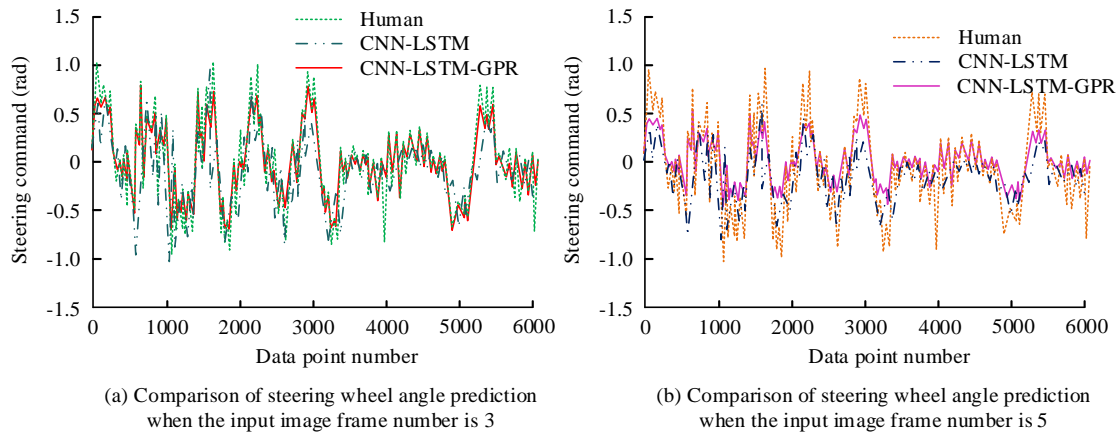 1.5
1.0
0.5
0
-0.5
-1.0
-1.5
Steering command (rad)
Human
CNN-LSTM
CNN-LSTM-GPR
0 1000 2000 3000 4000 5000 6000
Data point number
(a) Comparison of steering wheel angle prediction
when the input image frame number is 3
1.5
1.0
0.5
0
-0.5
-1.0
-1.5
Steering command (rad)
Human
CNN-LSTM
CNN-LSTM-GPR
0 1000 2000 3000 4000 5000 6000
Data point number
(b) Comparison of steering wheel angle prediction
when the input image frame number is 5